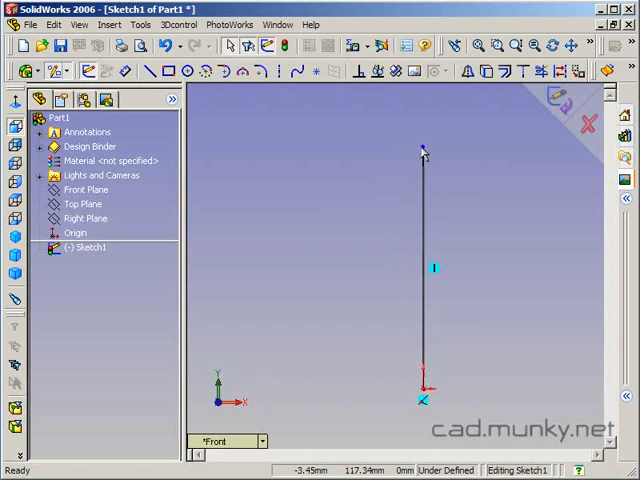 SolidWorks 2006 - [Sketch1 of Part1 *]
File Edit View Insert Tools 3Dcontrol PhotoWorks Window Help
Part1
Annotations
Design Binder
Material <not specified>
Lights and Cameras
Front Plane
Top Plane
Right Plane
Origin
(-) Sketch1
Y
X
*Front
cad.munky.net
Ready -3.45mm 117.34mm 0mm Under Defined Editing Sketch1